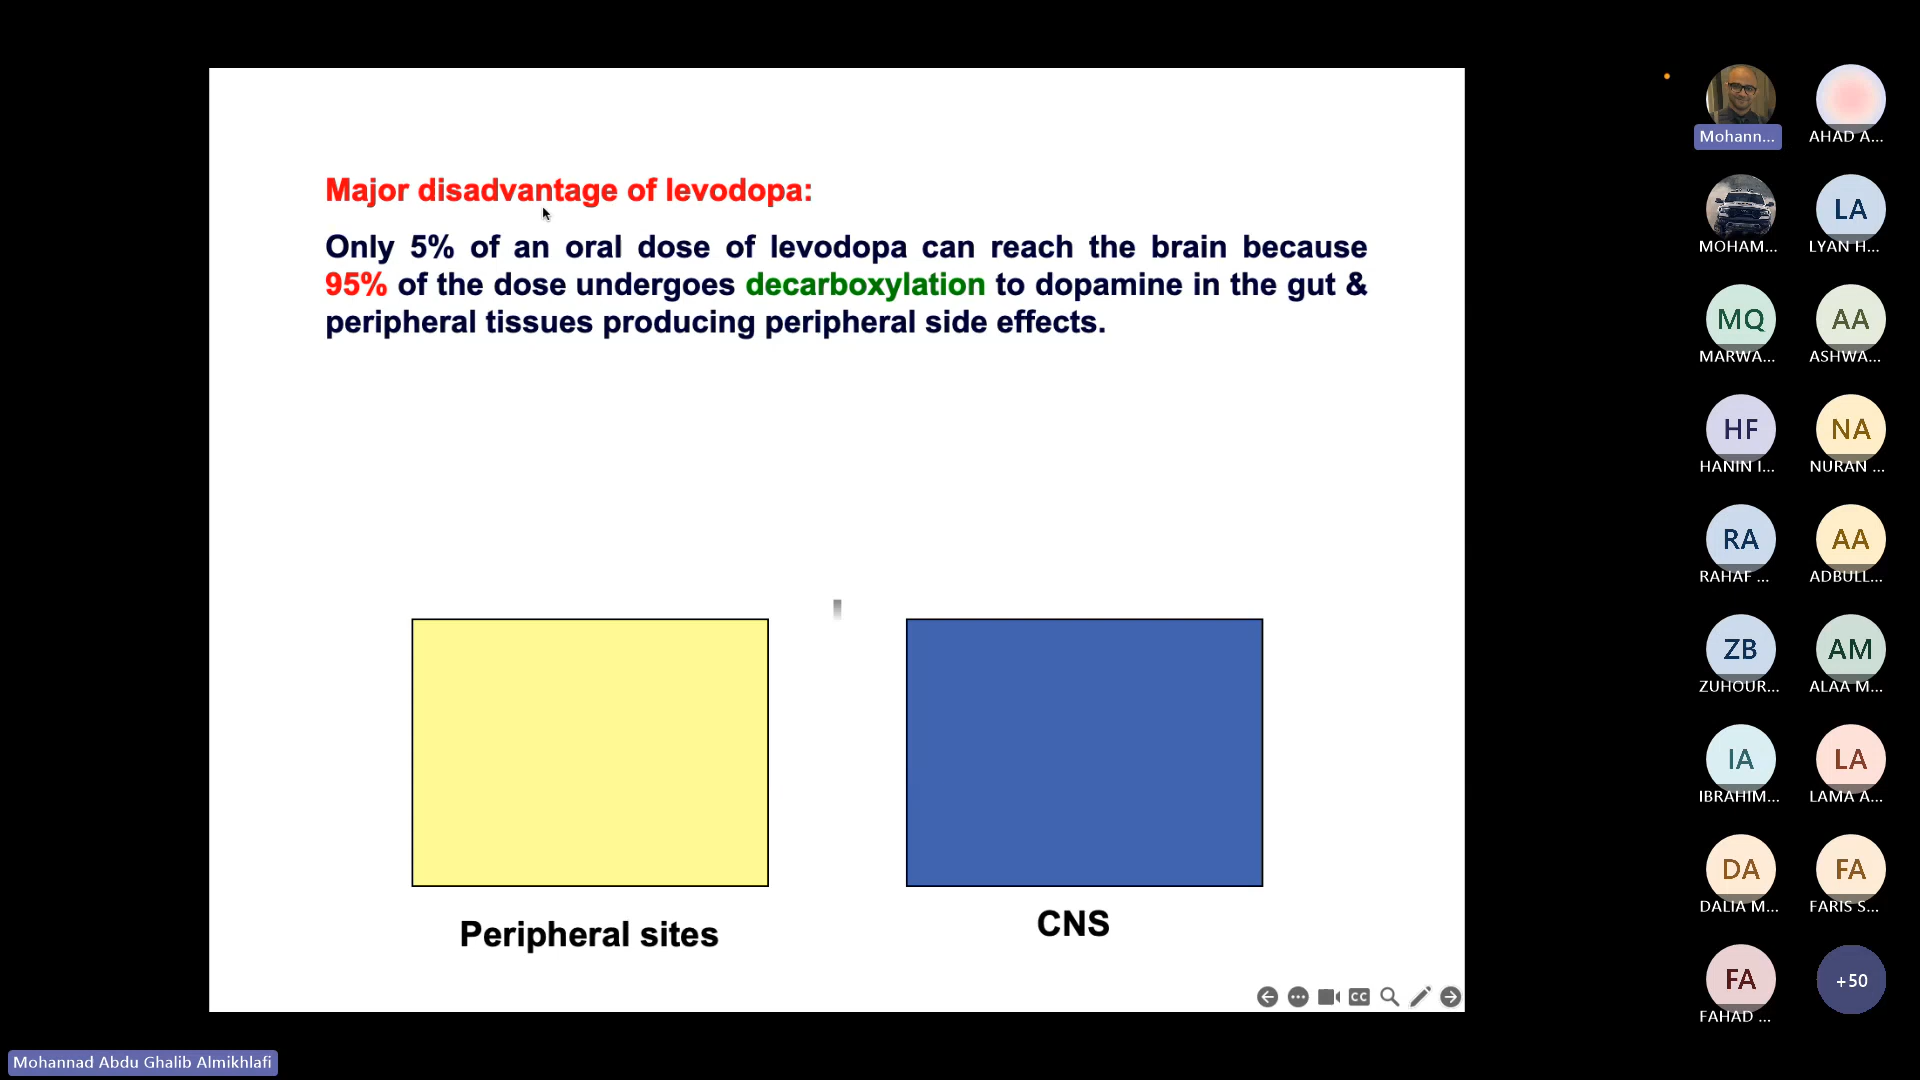 Major disadvantage of levodopa:
Only 5% of an oral dose of levodopa can reach the brain because
95% of the dose undergoes decarboxylation to dopamine in the gut &
peripheral tissues producing peripheral side effects.
Peripheral sites
CNS
CC
Mohann...
AHAD A...
MOHAM...
LA
LYAN H...
MQ
MARWA...
AA
ASHWA...
HF
HANIN I...
NA
NURAN ...
RA
RAHAF ...
AA
ADBULL...
ZB
ZUHOUR...
AM
ALAA M...
IA
IBRAHIM...
LA
LAMA A...
DA
DALIA M...
FA
FARIS S...
FA
FAHAD ...
+50
Mohannad Abdu Ghalib Almikhlafi